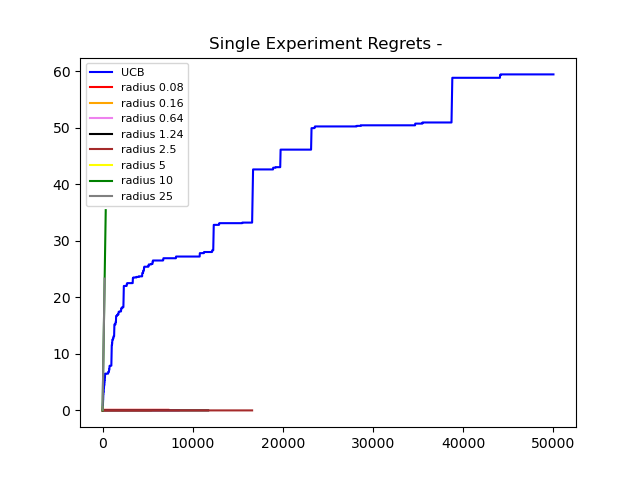 Single Experiment Regrets -
60
50
40
30
20
10
0
UCB
radius 0.08
radius 0.16
radius 0.64
radius 1.24
radius 2.5
radius 5
radius 10
radius 25
0 10000 20000 30000 40000 50000